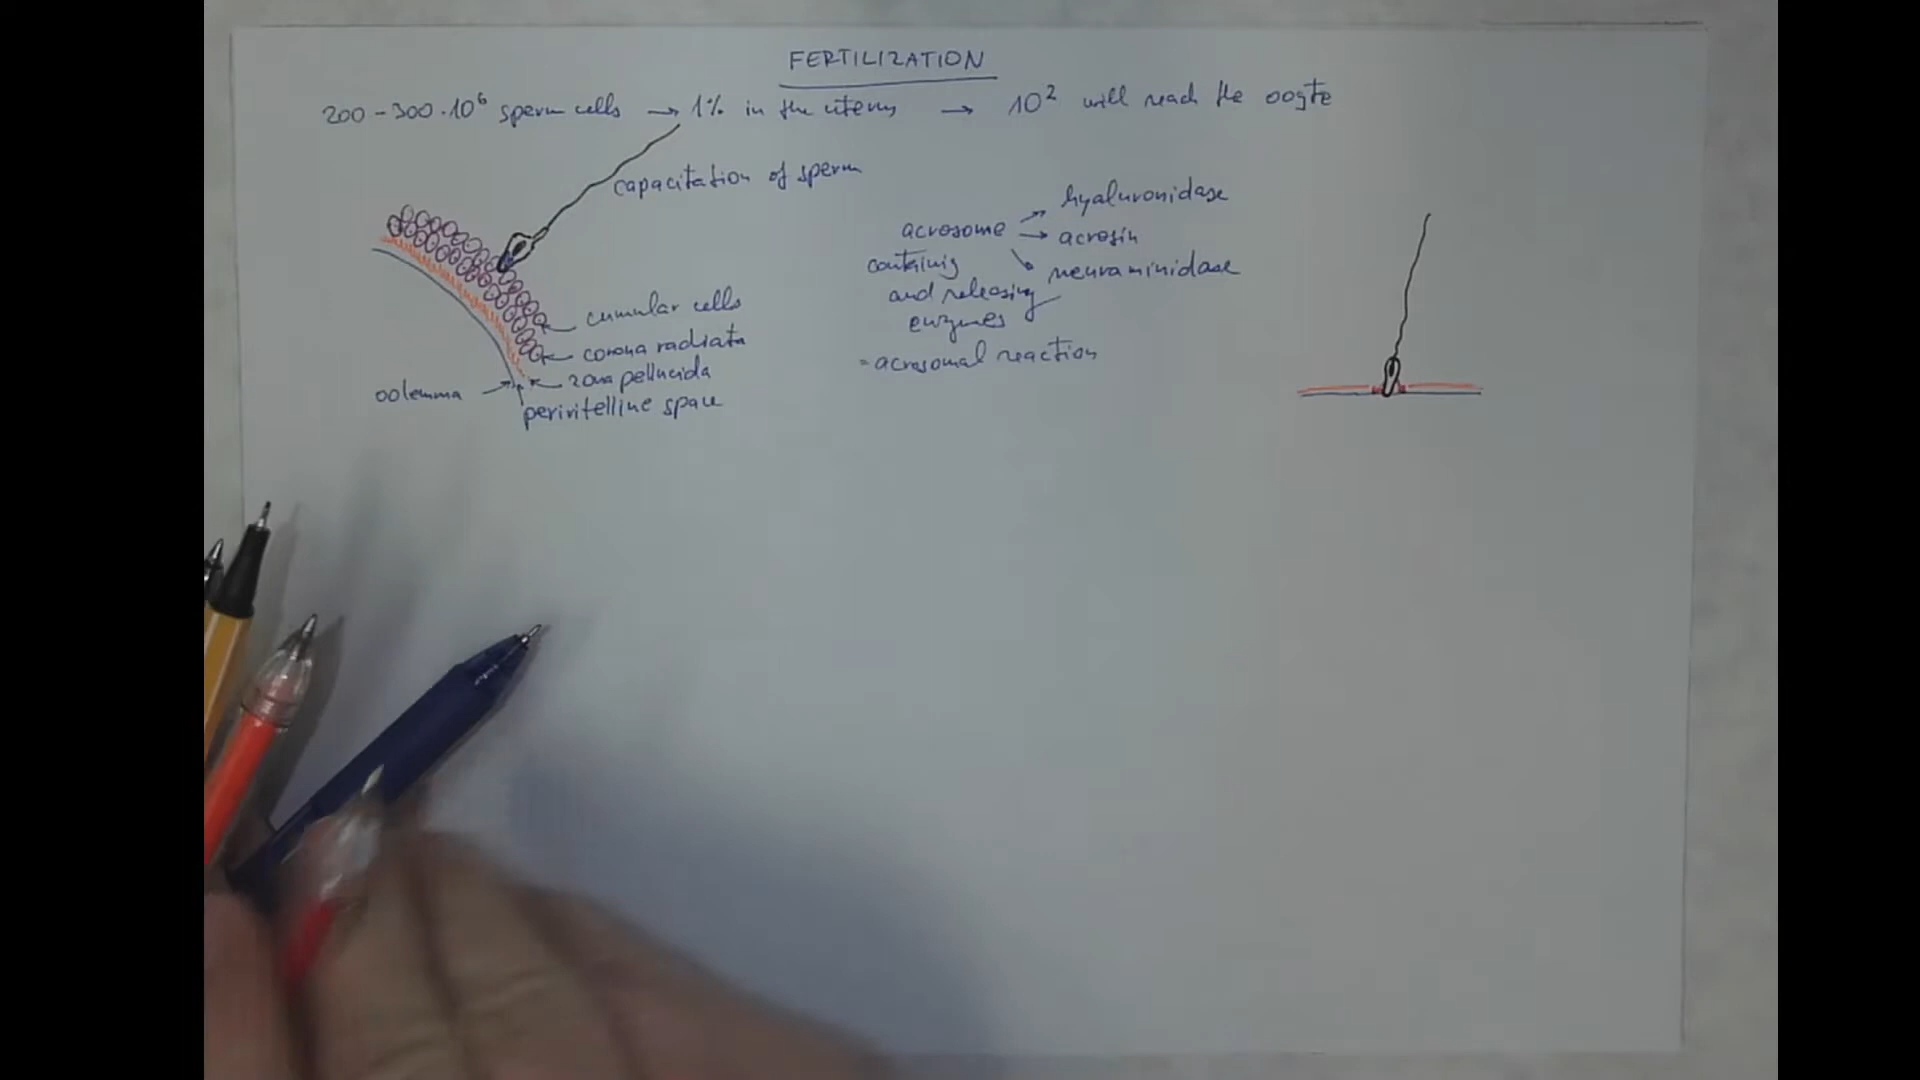 FERTILIZATION
200-300·10⁶ sperm cells → 1% in the uterus → 10² will reach the oocyte
capacitation of sperm
cumular cells
corona radiata
zona pellucida
oolemma
perivitelline space
acrosome → hyaluronidase
→ acrosin
→ neuraminidase
containing
and releasing
enzymes
= acrosomal reaction